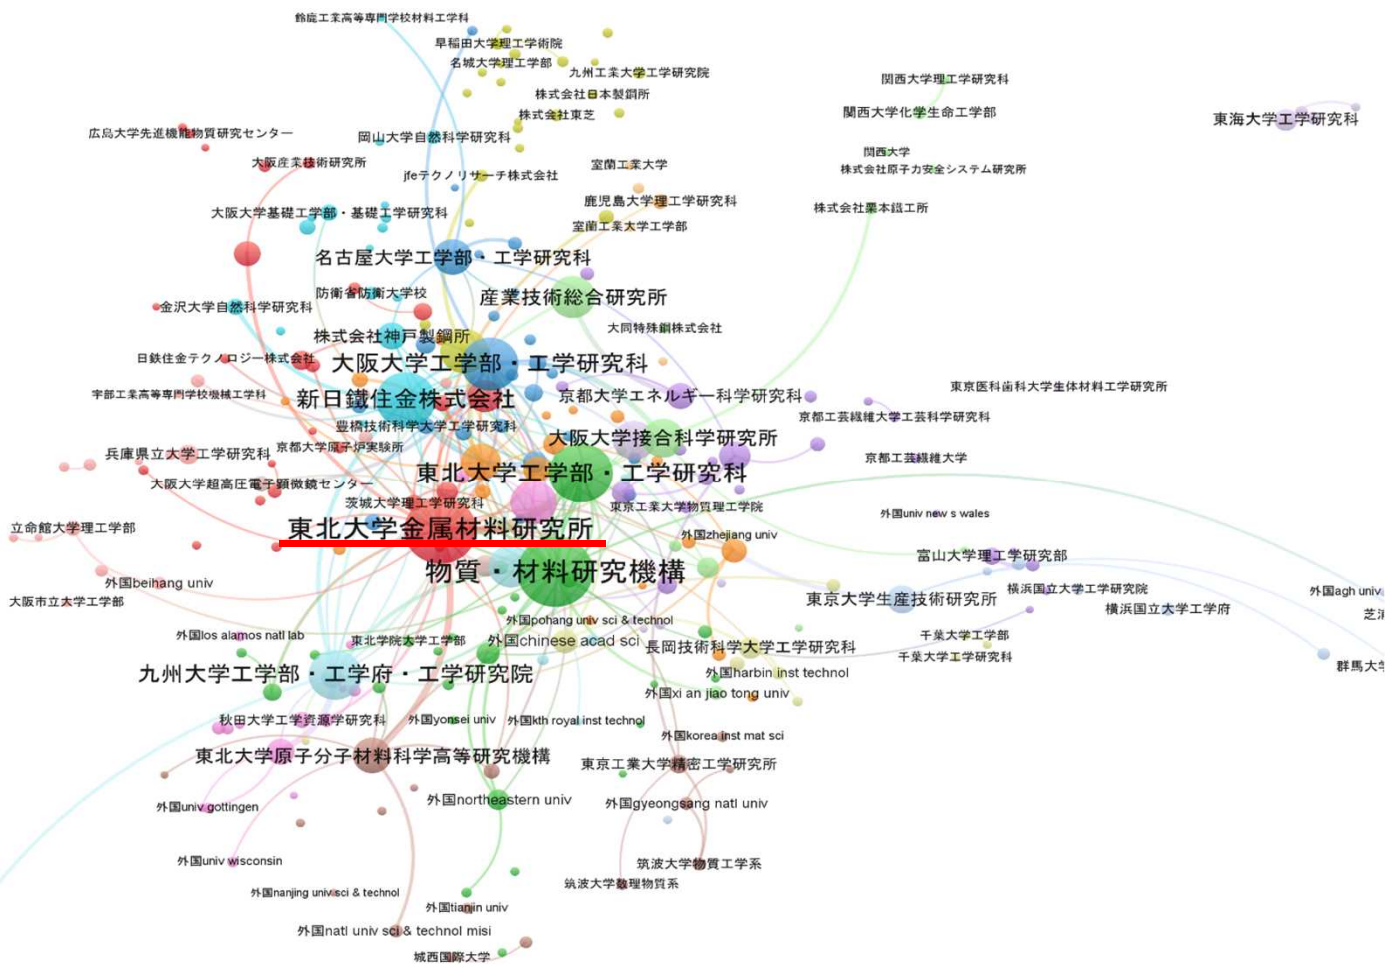 鈴鹿工業高等専門学校材料工学科
早稲田大学理工学術院
名城大学理工学部
九州工業大学工学研究院
関西大学理工学研究科
株式会社日本製鋼所
株式会社東芝
関西大学化学生命工学部
東海大学工学研究科
広島大学先進機能物質研究センター
岡山大学自然科学研究科
関西大学
大阪産業技術研究所
室蘭工業大学
株式会社原子力安全システム研究所
jfeテクノリサーチ株式会社
鹿児島大学理工学研究科
株式会社栗本鐵工所
大阪大学基礎工学部・基礎工学研究科
室蘭工業大学工学部
名古屋大学工学部・工学研究科
防衛省防衛大学校
産業技術総合研究所
金沢大学自然科学研究科
大同特殊鋼株式会社
株式会社神戸製鋼所
日鉄住金テクノロジー株式会社
大阪大学工学部・工学研究科
東京医科歯科大学生体材料工学研究所
宇部工業高等専門学校機械工学科
新日鐵住金株式会社
京都大学エネルギー科学研究科
京都工芸繊維大学工芸科学研究科
豊橋技術科学大学工学研究科
大阪大学接合科学研究所
京都大学原子炉実験所
兵庫県立大学工学研究科
京都工芸繊維大学
東北大学工学部・工学研究科
大阪大学超高圧電子顕微鏡センター
茨城大学理工学研究科
東京工業大学物質理工学院
外国univ new s wales
立命館大学理工学部
東北大学金属材料研究所
外国zhejiang univ
富山大学理工学研究部
物質・材料研究機構
外国beihang univ
横浜国立大学工学研究院
外国agh univ
大阪市立大学工学部
東京大学生産技術研究所
横浜国立大学工学府
芝浦
外国pohang univ sci & technol
外国los alamos natl lab
東北学院大学工学部
外国chinese acad sci
長岡技術科学大学工学研究科
千葉大学工学部
千葉大学工学研究科
群馬大学
九州大学工学部・工学府・工学研究院
外国harbin inst technol
外国xi an jiao tong univ
秋田大学工学資源学研究科
外国yonsei univ
外国kth royal inst technol
外国korea inst mat sci
東北大学原子分子材料科学高等研究機構
東京工業大学精密工学研究所
外国univ gottingen
外国northeastern univ
外国gyeongsang natl univ
外国univ wisconsin
筑波大学物質工学系
筑波大学数理物質系
外国nanjing univ sci & technol
外国tianjin univ
外国natl univ sci & technol misi
城西国際大学